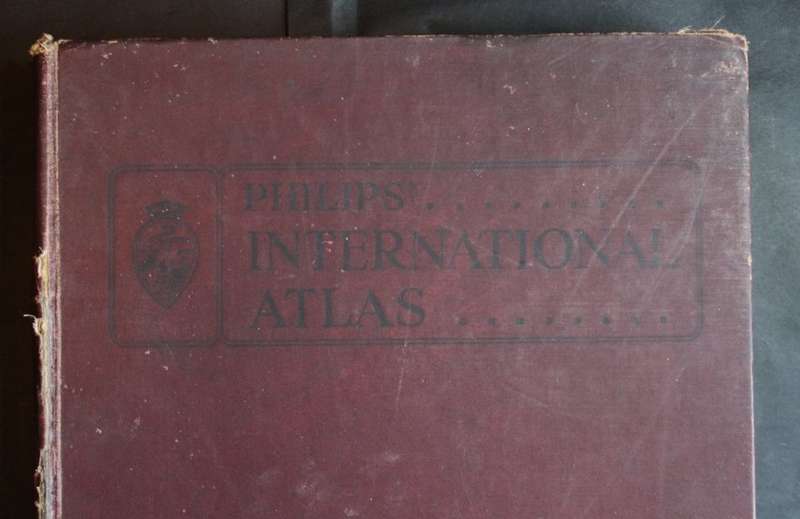 PHILIPS' . . . . . . . . .
INTERNATIONAL
ATLAS . . . . . . . .